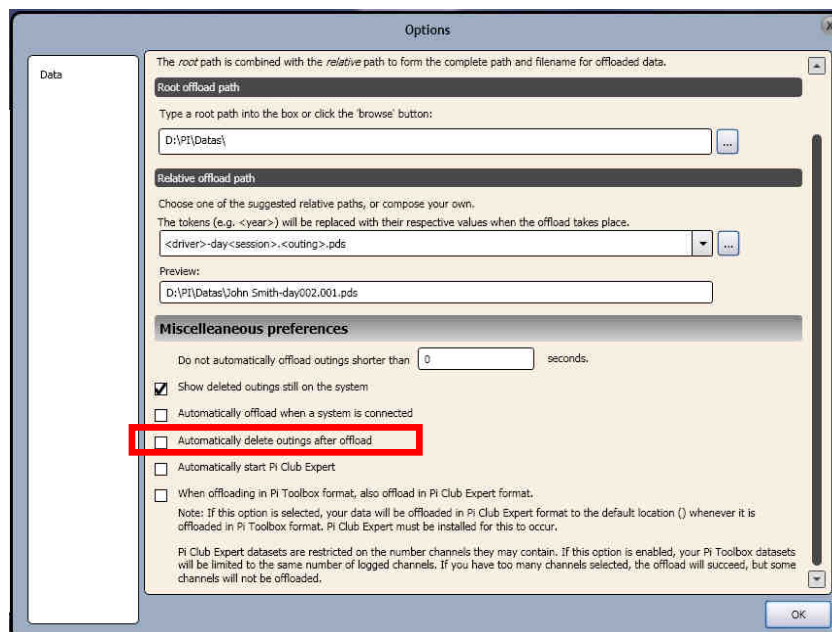 Options
Data
The root path is combined with the relative path to form the complete path and filename for offloaded data.
Root offload path
Type a root path into the box or click the 'browse' button:
D:\PI\Datas\
...
Relative offload path
Choose one of the suggested relative paths, or compose your own.
The tokens (e.g. <year>) will be replaced with their respective values when the offload takes place.
<driver>-day<session>.<outing>.pds
...
Preview:
D:\PI\Datas\John Smith-day002.001.pds
Miscellaneous preferences
Do not automatically offload outings shorter than 0 seconds.
Show deleted outings still on the system
Automatically offload when a system is connected
Automatically delete outings after offload
Automatically start Pi Club Expert
When offloading in Pi Toolbox format, also offload in Pi Club Expert format.
Note: If this option is selected, your data will be offloaded in Pi Club Expert format to the default location () whenever it is
offloaded in Pi Toolbox format. Pi Club Expert must be installed for this to occur.
Pi Club Expert datasets are restricted on the number channels they may contain. If this option is enabled, your Pi Toolbox datasets
will be limited to the same number of logged channels. If you have too many channels selected, the offload will succeed, but some
channels will not be offloaded.
OK